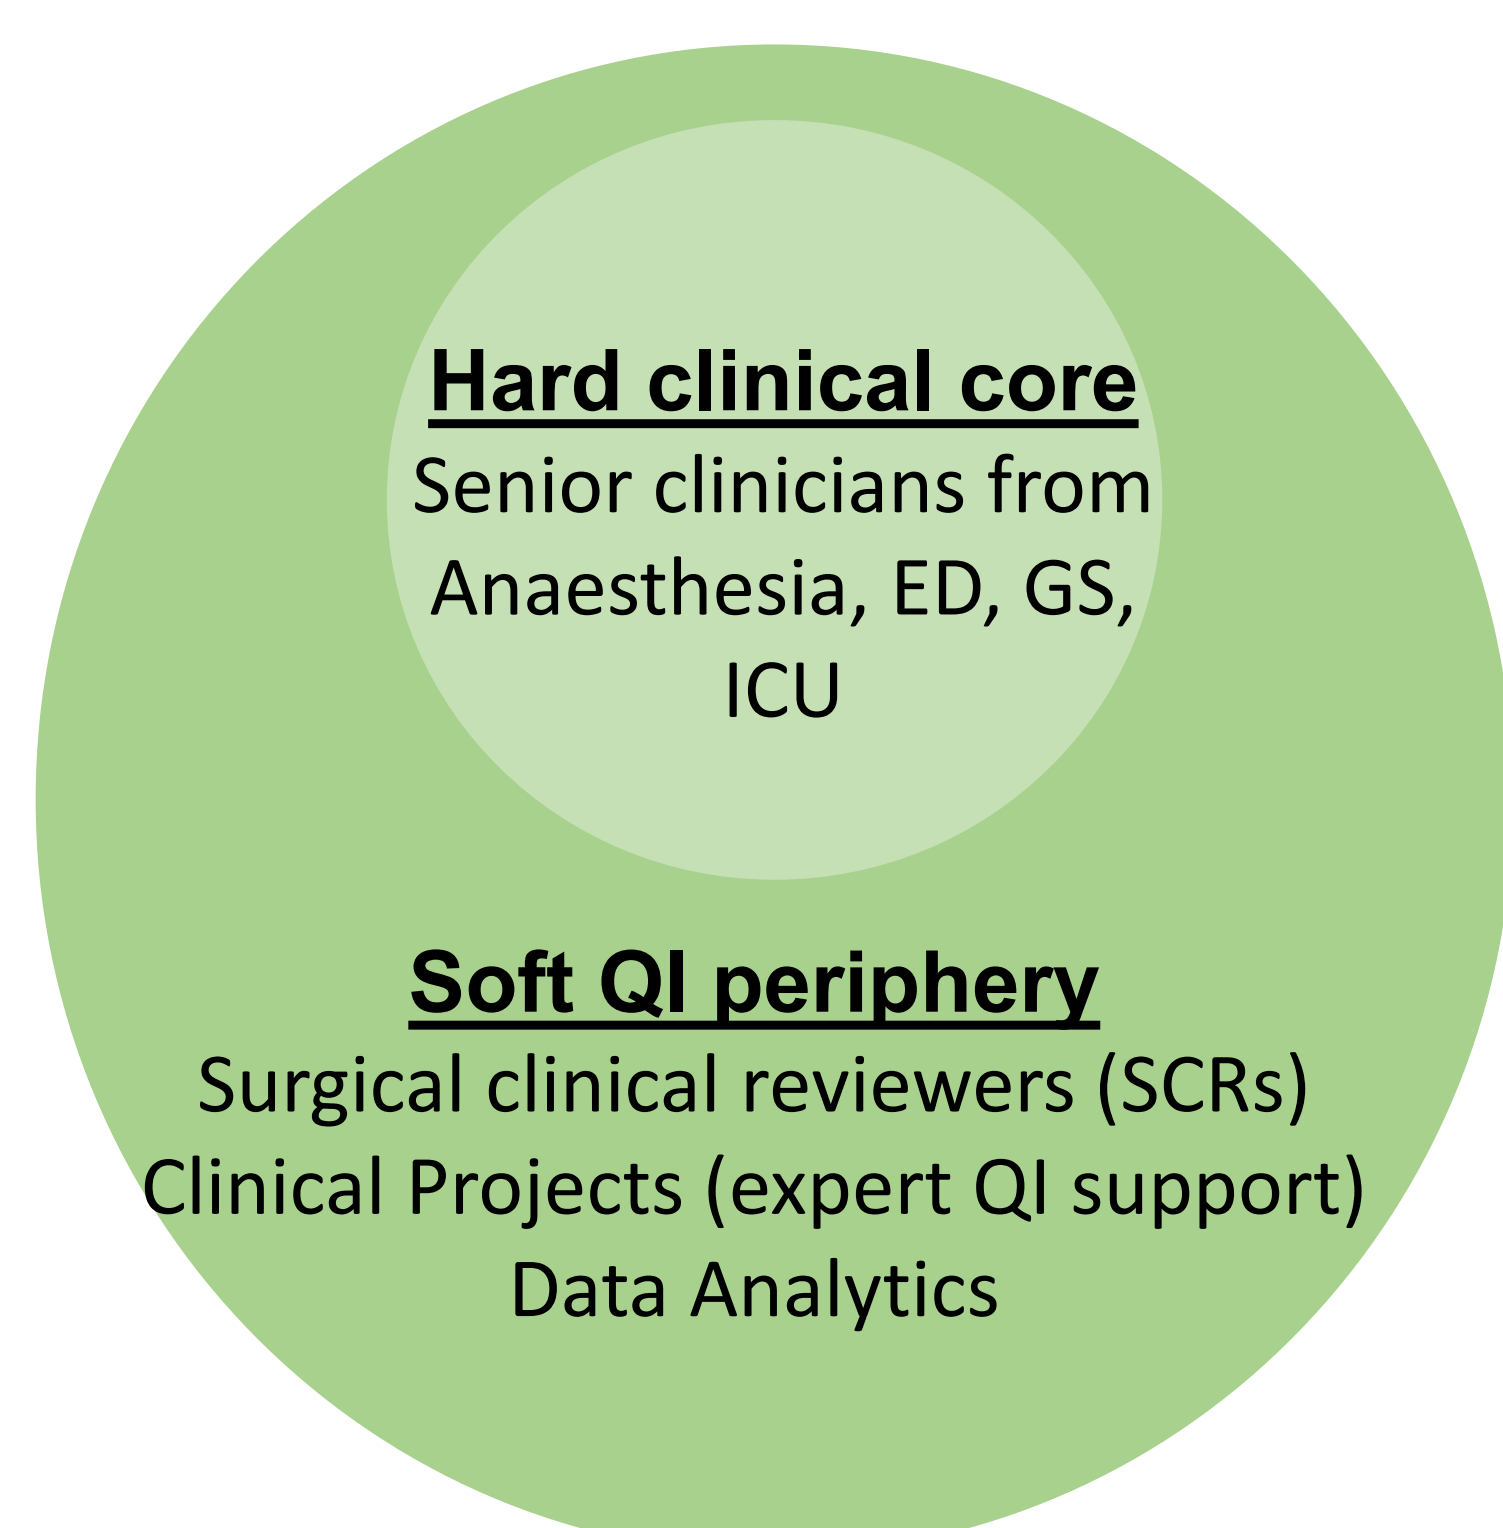 Hard clinical core
Senior clinicians from
Anaesthesia, ED, GS,
ICU
Soft QI periphery
Surgical clinical reviewers (SCRs)
Clinical Projects (expert QI support)
Data Analytics